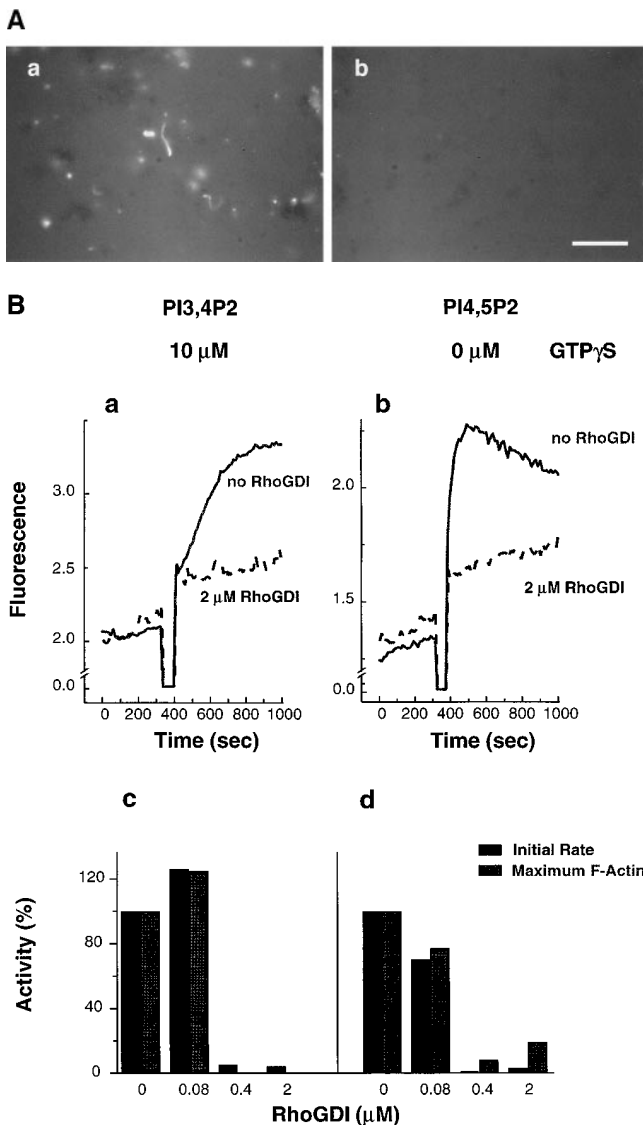 A
a
b
B
PI3,4P2
PI4,5P2
10 μM
0 μM
GTPγS
a
b
Fluorescence
3.0
2.5
2.0
0.0
no RhoGDI
2 μM RhoGDI
0 200 400 600 800 1000
Time (sec)
2.0
1.5
0.0
no RhoGDI
2 μM RhoGDI
0 200 400 600 800 1000
Time (sec)
c
d
Initial Rate
Maximum F-Actin
Activity (%)
120
80
40
0
0 0.08 0.4 2
0 0.08 0.4 2
RhoGDI (μM)